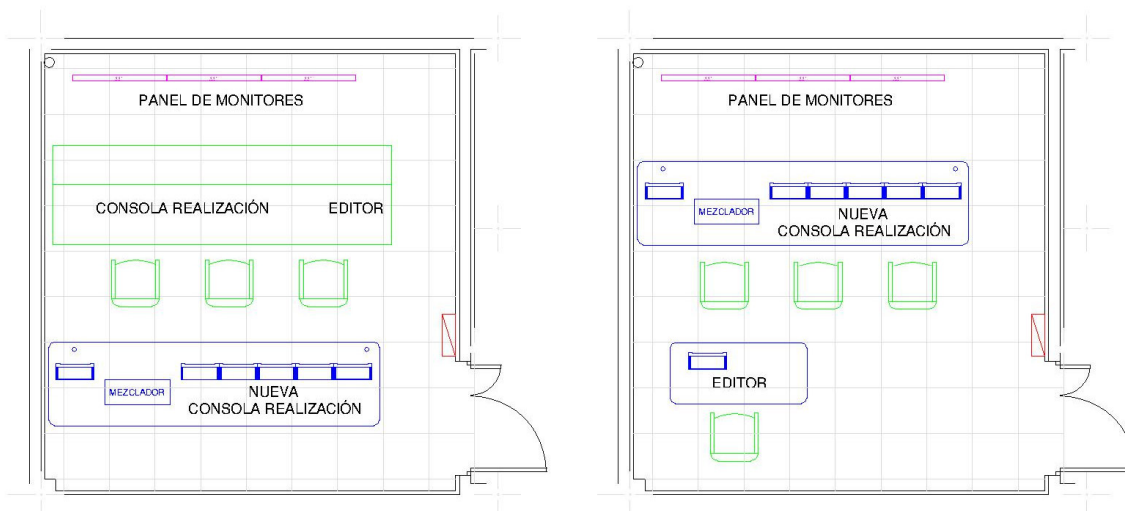 PANEL DE MONITORES
CONSOLA REALIZACIÓN
EDITOR
MEZCLADOR
NUEVA
CONSOLA REALIZACIÓN
PANEL DE MONITORES
MEZCLADOR
NUEVA
CONSOLA REALIZACIÓN
EDITOR